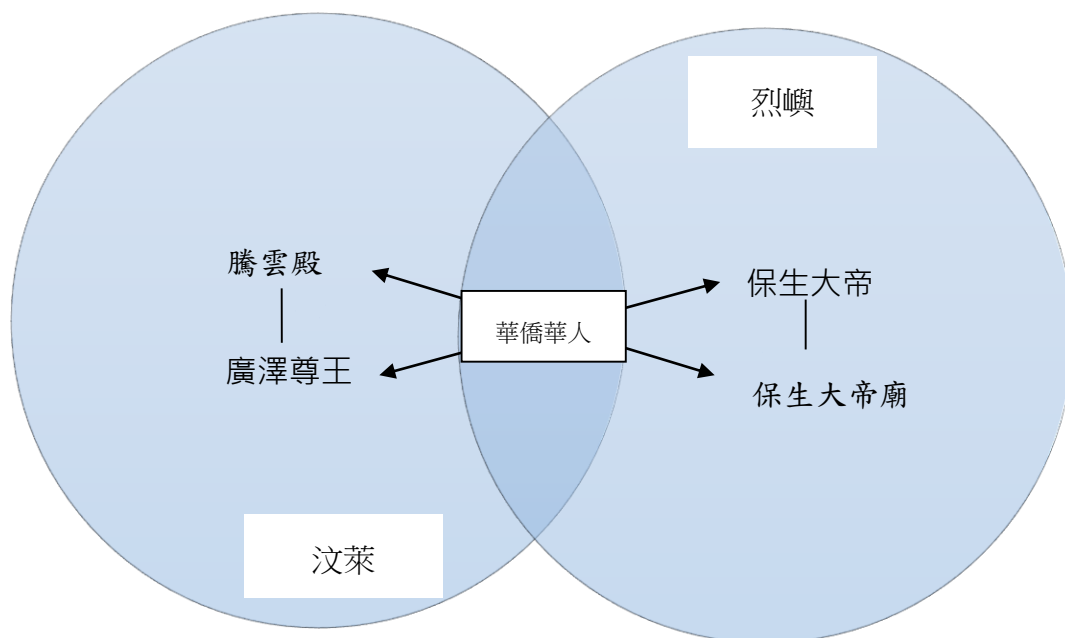 烈嶼
騰雲殿
保生大帝
華僑華人
廣澤尊王
保生大帝廟
汶萊